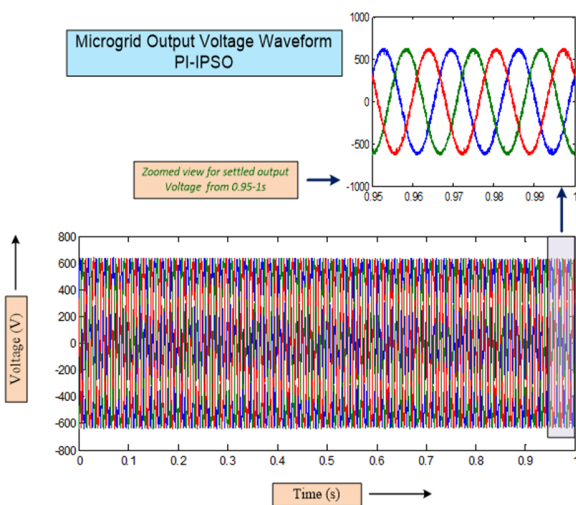 Microgrid Output Voltage Waveform
PI-IPSO
1000
500
0
-500
-1000
0.95 0.96 0.97 0.98 0.99 1
Zoomed view for settled output
Voltage from 0.95-1s
800
600
400
200
0
-200
-400
-600
-800
0 0.1 0.2 0.3 0.4 0.5 0.6 0.7 0.8 0.9 1
Voltage (V)
Time (s)